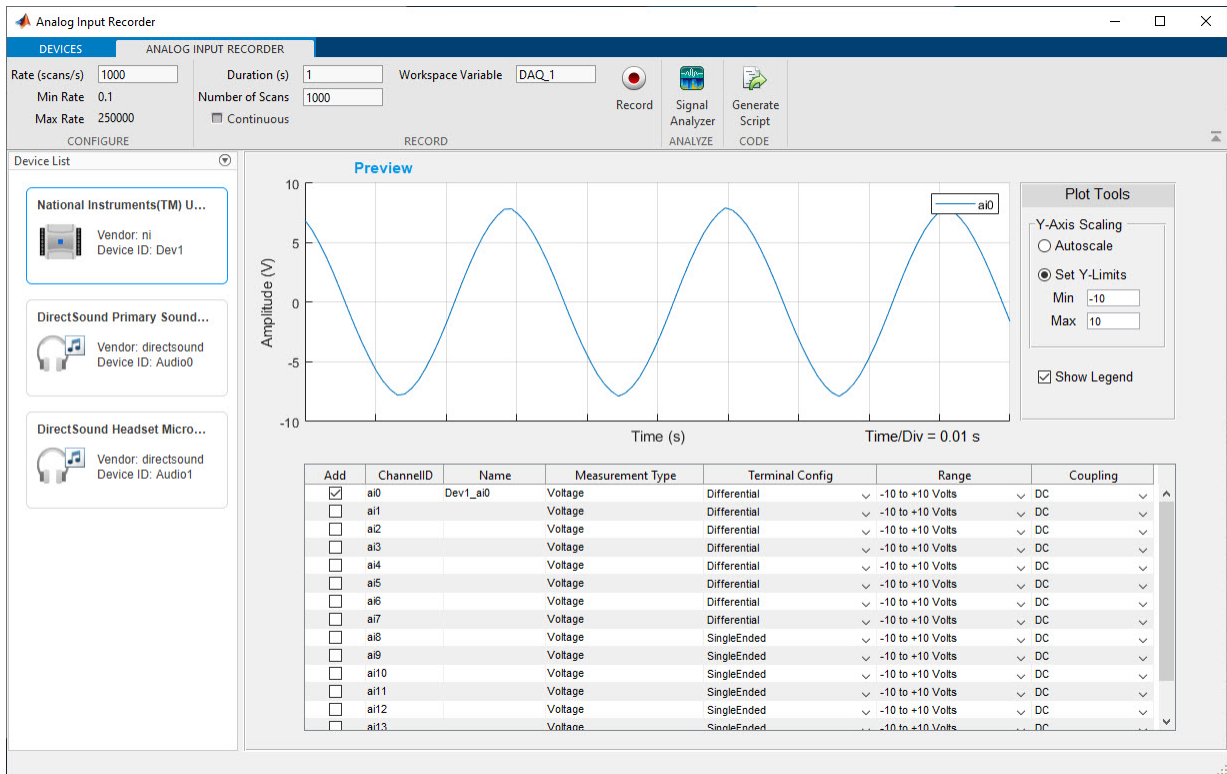 Analog Input Recorder
DEVICES ANALOG INPUT RECORDER
Rate (scans/s) 1000 Duration (s) 1 Workspace Variable DAQ_1
Min Rate 0.1 Number of Scans 1000
Max Rate 250000 Continuous
Record Signal Analyzer Generate Script
CONFIGURE RECORD ANALYZE CODE
Device List
National Instruments(TM) U...
Vendor: ni
Device ID: Dev1
DirectSound Primary Sound...
Vendor: directsound
Device ID: Audio0
DirectSound Headset Micro...
Vendor: directsound
Device ID: Audio1
Preview
10
5
0
-5
-10
Amplitude (V)
ai0
Time (s)
Time/Div = 0.01 s
Plot Tools
Y-Axis Scaling
Autoscale
Set Y-Limits
Min -10
Max 10
Show Legend
Add ChannelID Name Measurement Type Terminal Config Range Coupling
ai0 Dev1_ai0 Voltage Differential -10 to +10 Volts DC
ai1 Voltage Differential -10 to +10 Volts DC
ai2 Voltage Differential -10 to +10 Volts DC
ai3 Voltage Differential -10 to +10 Volts DC
ai4 Voltage Differential -10 to +10 Volts DC
ai5 Voltage Differential -10 to +10 Volts DC
ai6 Voltage Differential -10 to +10 Volts DC
ai7 Voltage Differential -10 to +10 Volts DC
ai8 Voltage SingleEnded -10 to +10 Volts DC
ai9 Voltage SingleEnded -10 to +10 Volts DC
ai10 Voltage SingleEnded -10 to +10 Volts DC
ai11 Voltage SingleEnded -10 to +10 Volts DC
ai12 Voltage SingleEnded -10 to +10 Volts DC
ai13 Voltage SingleEnded -10 to +10 Volts DC